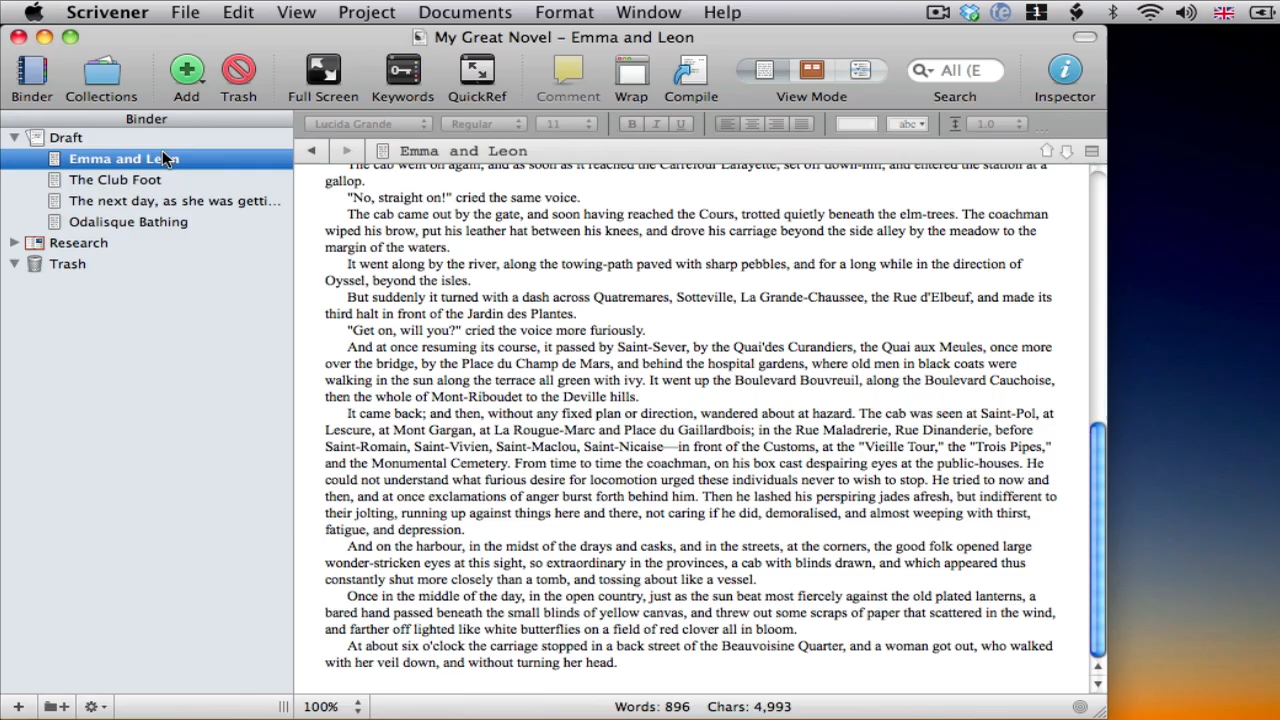 Scrivener File Edit View Project Documents Format Window Help
My Great Novel – Emma and Leon
Binder Collections Add Trash Full Screen Keywords QuickRef Comment Wrap Compile View Mode Search Inspector
All (E
Binder
Lucida Grande Regular 11 B I U abc 1.0
Draft
Emma and Leon
The Club Foot
The next day, as she was getti...
Odalisque Bathing
Research
Trash
Emma and Leon
The cab went on again, and as soon as it reached the Carrefour Lafayette, set off down-hill, and entered the station at a
gallop.
"No, straight on!" cried the same voice.
The cab came out by the gate, and soon having reached the Cours, trotted quietly beneath the elm-trees. The coachman
wiped his brow, put his leather hat between his knees, and drove his carriage beyond the side alley by the meadow to the
margin of the waters.
It went along by the river, along the towing-path paved with sharp pebbles, and for a long while in the direction of
Oyssel, beyond the isles.
But suddenly it turned with a dash across Quatremares, Sotteville, La Grande-Chaussee, the Rue d'Elbeuf, and made its
third halt in front of the Jardin des Plantes.
"Get on, will you?" cried the voice more furiously.
And at once resuming its course, it passed by Saint-Sever, by the Quai'des Curandiers, the Quai aux Meules, once more
over the bridge, by the Place du Champ de Mars, and behind the hospital gardens, where old men in black coats were
walking in the sun along the terrace all green with ivy. It went up the Boulevard Bouvreuil, along the Boulevard Cauchoise,
then the whole of Mont-Riboudet to the Deville hills.
It came back; and then, without any fixed plan or direction, wandered about at hazard. The cab was seen at Saint-Pol, at
Lescure, at Mont Gargan, at La Rougue-Marc and Place du Gaillardbois; in the Rue Maladrerie, Rue Dinanderie, before
Saint-Romain, Saint-Vivien, Saint-Maclou, Saint-Nicaise—in front of the Customs, at the "Vieille Tour," the "Trois Pipes,"
and the Monumental Cemetery. From time to time the coachman, on his box cast despairing eyes at the public-houses. He
could not understand what furious desire for locomotion urged these individuals never to wish to stop. He tried to now and
then, and at once exclamations of anger burst forth behind him. Then he lashed his perspiring jades afresh, but indifferent to
their jolting, running up against things here and there, not caring if he did, demoralised, and almost weeping with thirst,
fatigue, and depression.
And on the harbour, in the midst of the drays and casks, and in the streets, at the corners, the good folk opened large
wonder-stricken eyes at this sight, so extraordinary in the provinces, a cab with blinds drawn, and which appeared thus
constantly shut more closely than a tomb, and tossing about like a vessel.
Once in the middle of the day, in the open country, just as the sun beat most fiercely against the old plated lanterns, a
bared hand passed beneath the small blinds of yellow canvas, and threw out some scraps of paper that scattered in the wind,
and farther off lighted like white butterflies on a field of red clover all in bloom.
At about six o'clock the carriage stopped in a back street of the Beauvoisine Quarter, and a woman got out, who walked
with her veil down, and without turning her head.
100% Words: 896 Chars: 4,993